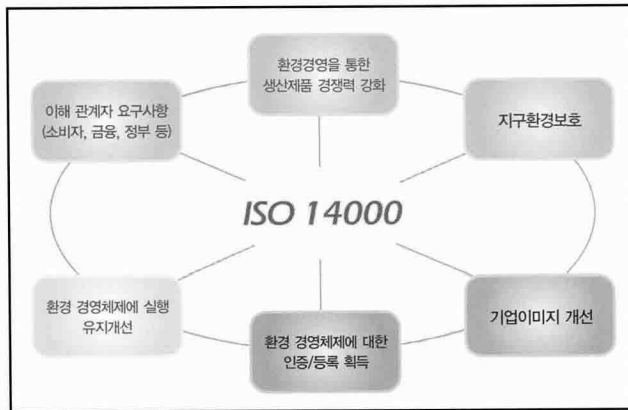 환경경영을 통한
생산제품 경쟁력 강화
이해 관계자 요구사항
(소비자, 금융, 정부 등)
지구환경보호
ISO 14000
환경 경영체제에 실행
유지개선
기업이미지 개선
환경 경영체제에 대한
인증/등록 획득